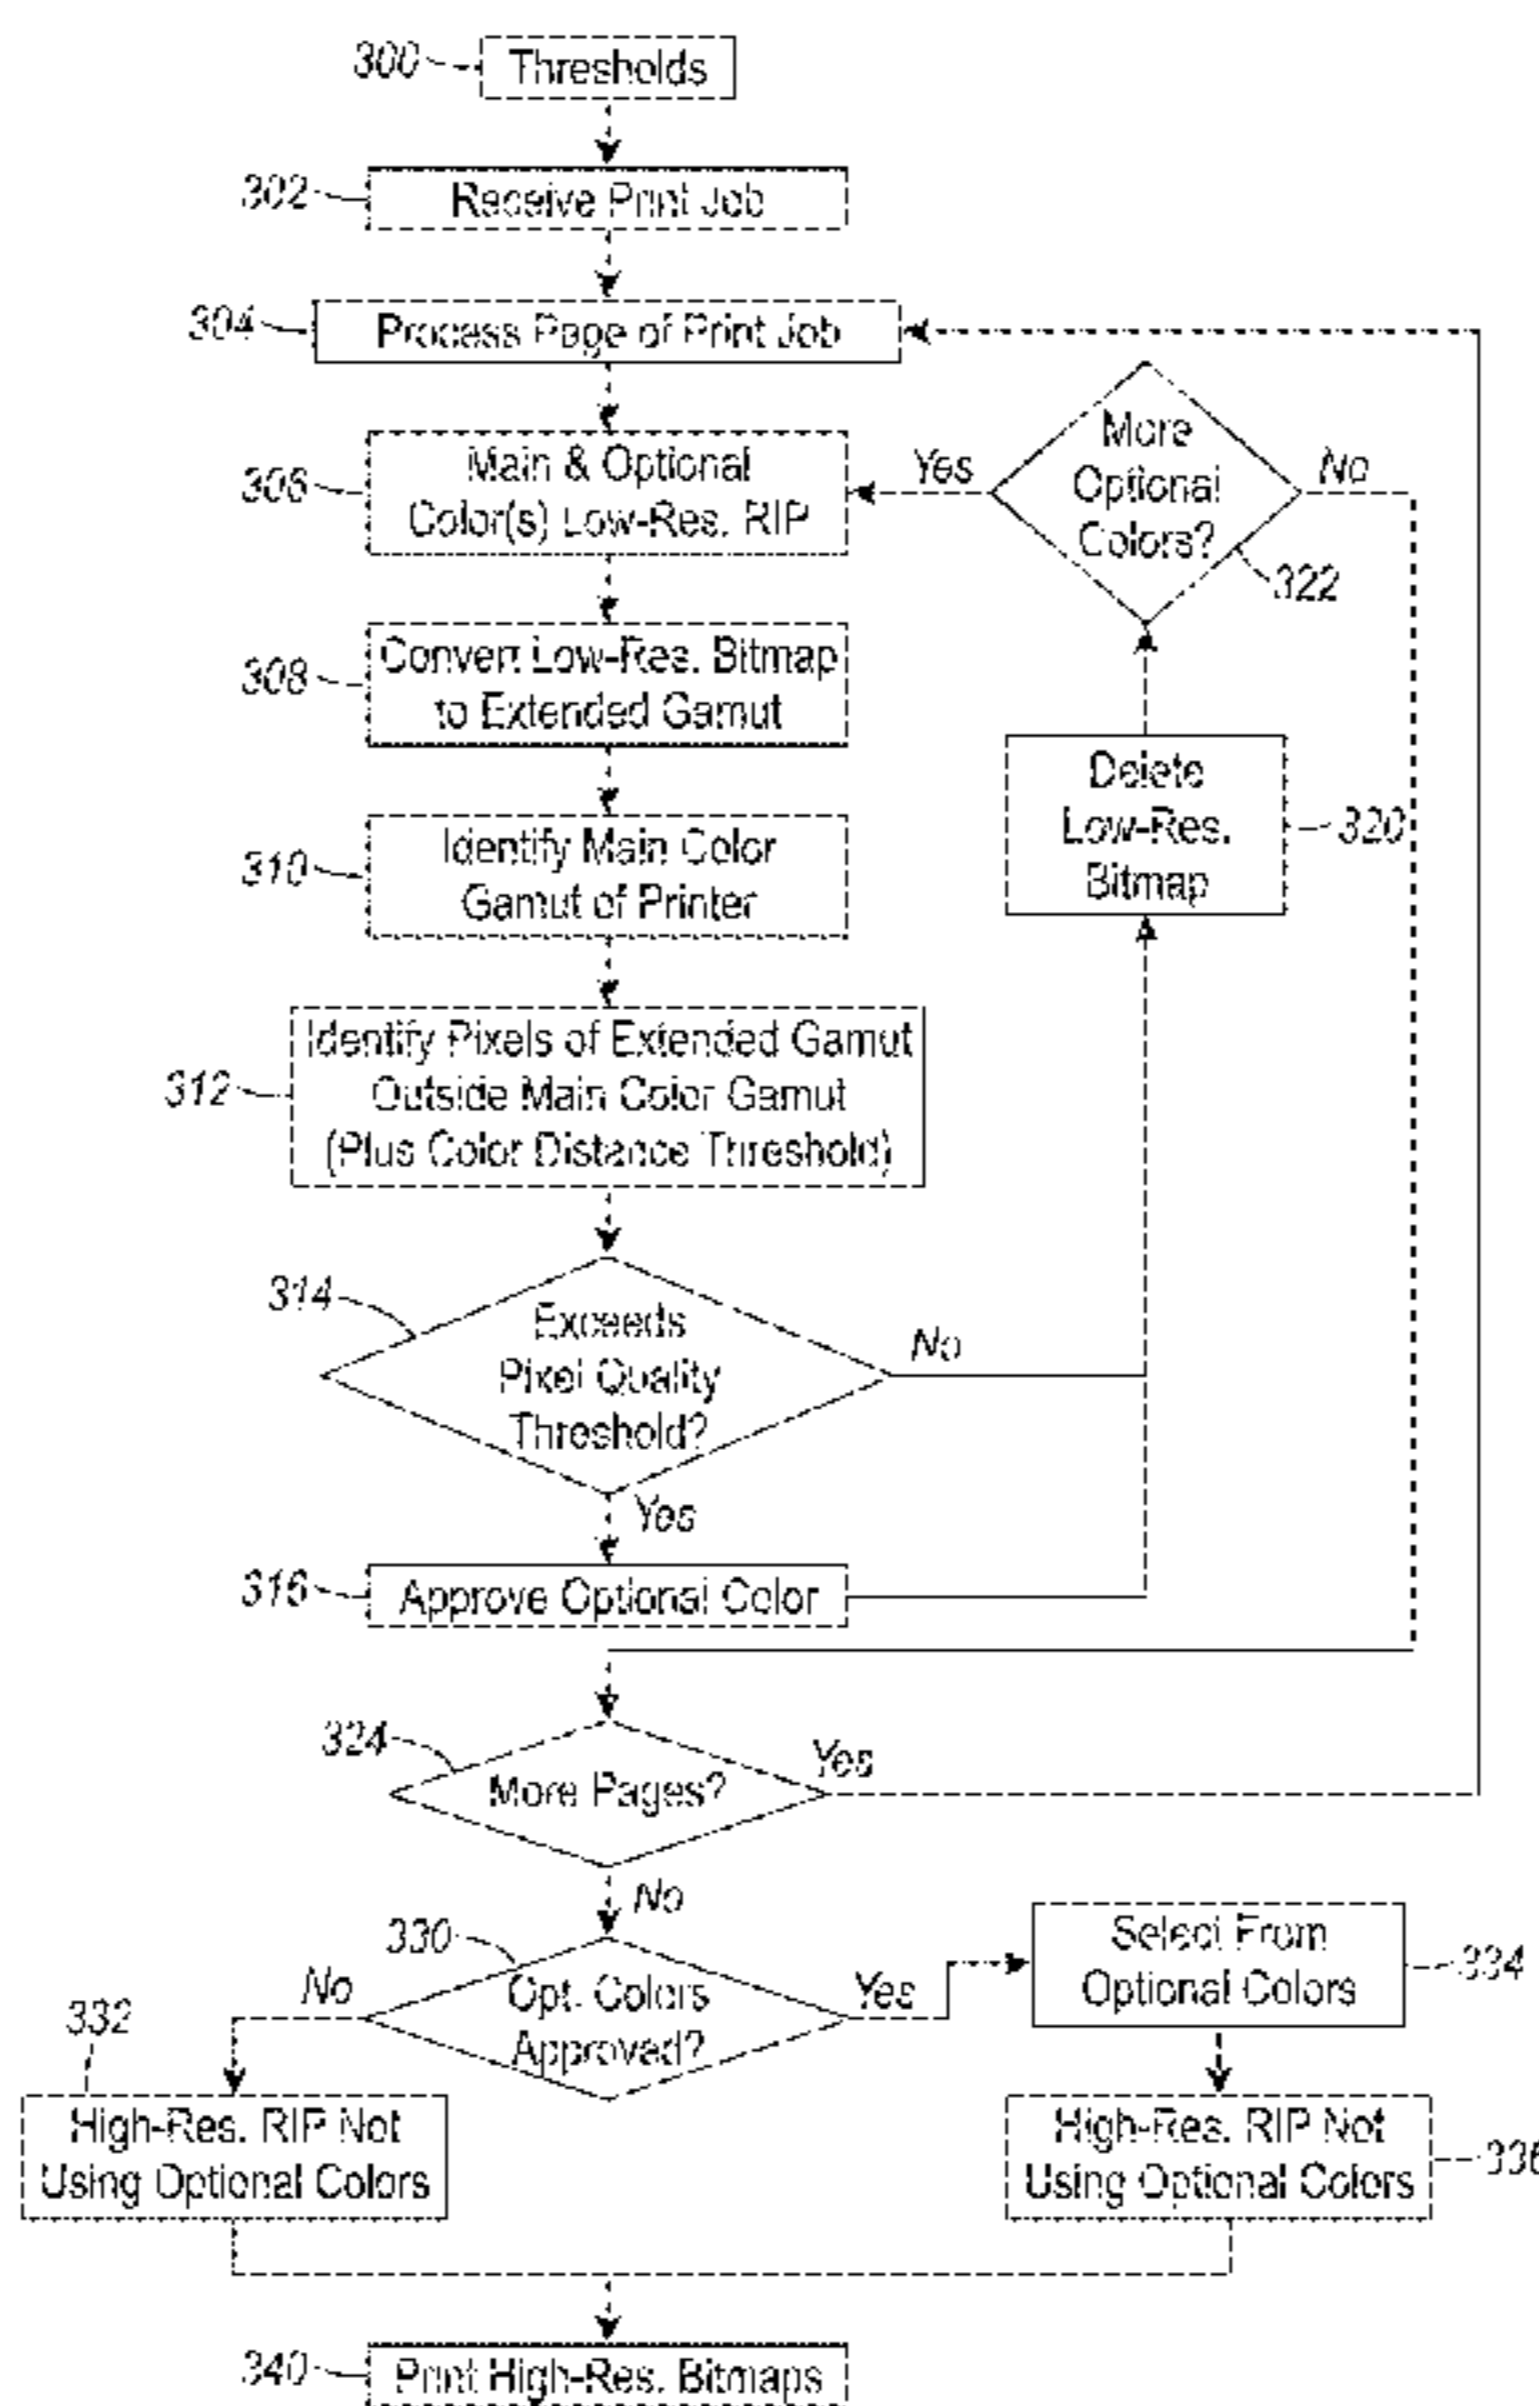 300
Thresholds
302
Receive Print Job
304
Process Page of Print Job
306
Main & Optional
Color(s) Low-Res. RIP
More
Optional
Colors?
Yes
No
322
308
Convert Low-Res. Bitmap
to Extended Gamut
Delete
Low-Res.
Bitmap
320
310
Identify Main Color
Gamut of Printer
312
Identify Pixels of Extended Gamut
Outside Main Color Gamut
(Plus Color Distance Threshold)
314
Exceeds
Pixel Quality
Threshold?
No
Yes
316
Approve Optional Color
324
More Pages?
Yes
No
330
Opt. Colors
Approved?
No
Yes
Select From
Optional Colors
334
332
High-Res. RIP Not
Using Optional Colors
High-Res. RIP Not
Using Optional Colors
336
340
Print High-Res. Bitmaps